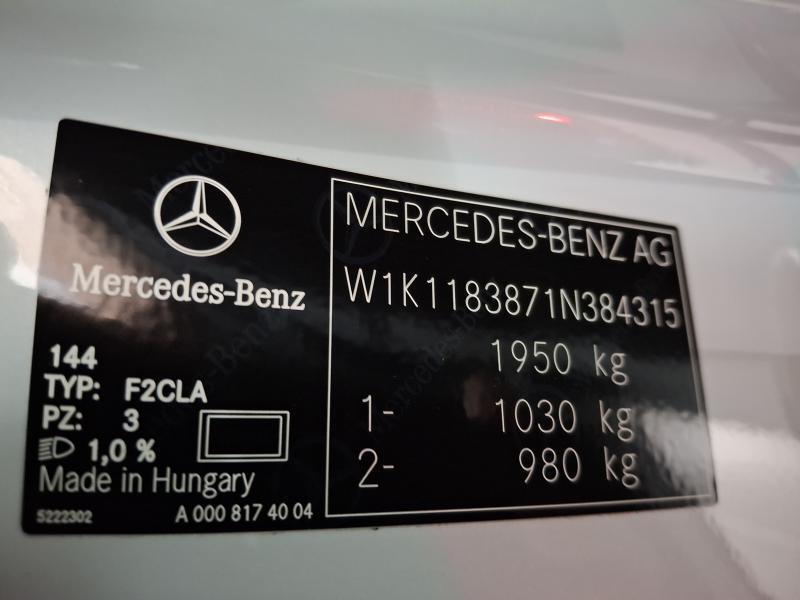 Mercedes-Benz
144
TYP: F2CLA
PZ: 3
1,0 %
Made in Hungary
5222302 A 000 817 40 04
MERCEDES-BENZ AG
W1K1183871N384315
1950 kg
1- 1030 kg
2- 980 kg